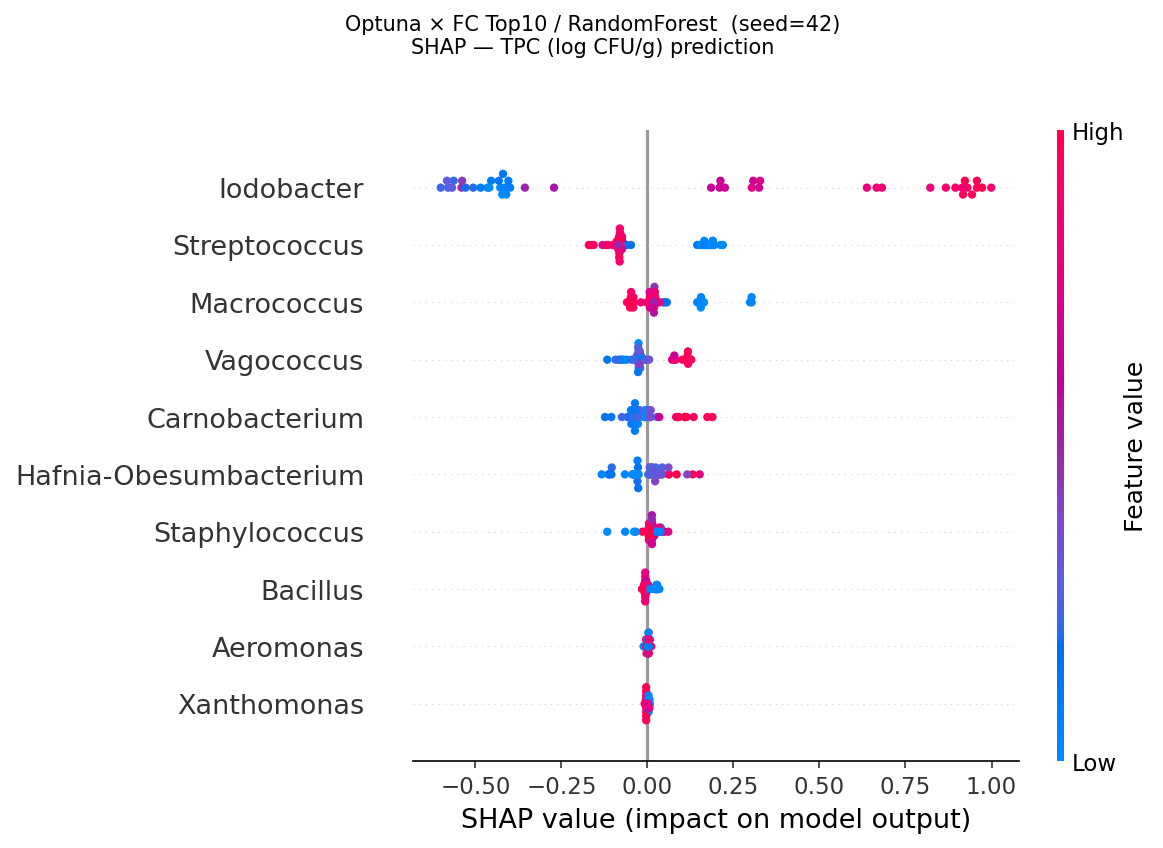 Optuna × FC Top10 / RandomForest  (seed=42)
SHAP — TPC (log CFU/g) prediction
High
Iodobacter
Streptococcus
Macrococcus
Vagococcus
Carnobacterium
Hafnia-Obesumbacterium
Staphylococcus
Bacillus
Aeromonas
Xanthomonas
Feature value
Low
−0.50 −0.25 0.00 0.25 0.50 0.75 1.00
SHAP value (impact on model output)